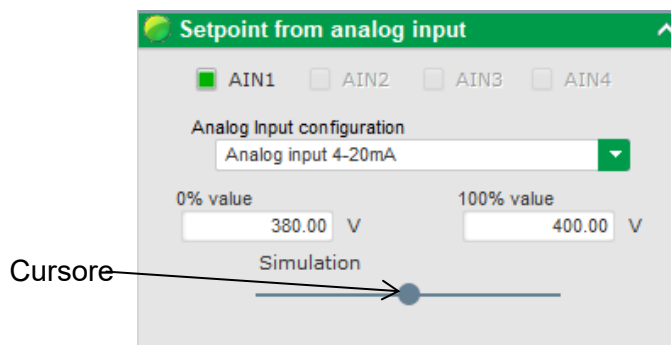 Setpoint from analog input
AIN1 AIN2 AIN3 AIN4
Analog Input configuration
Analog input 4-20mA
0% value 100% value
380.00 V 400.00 V
Simulation
Cursore